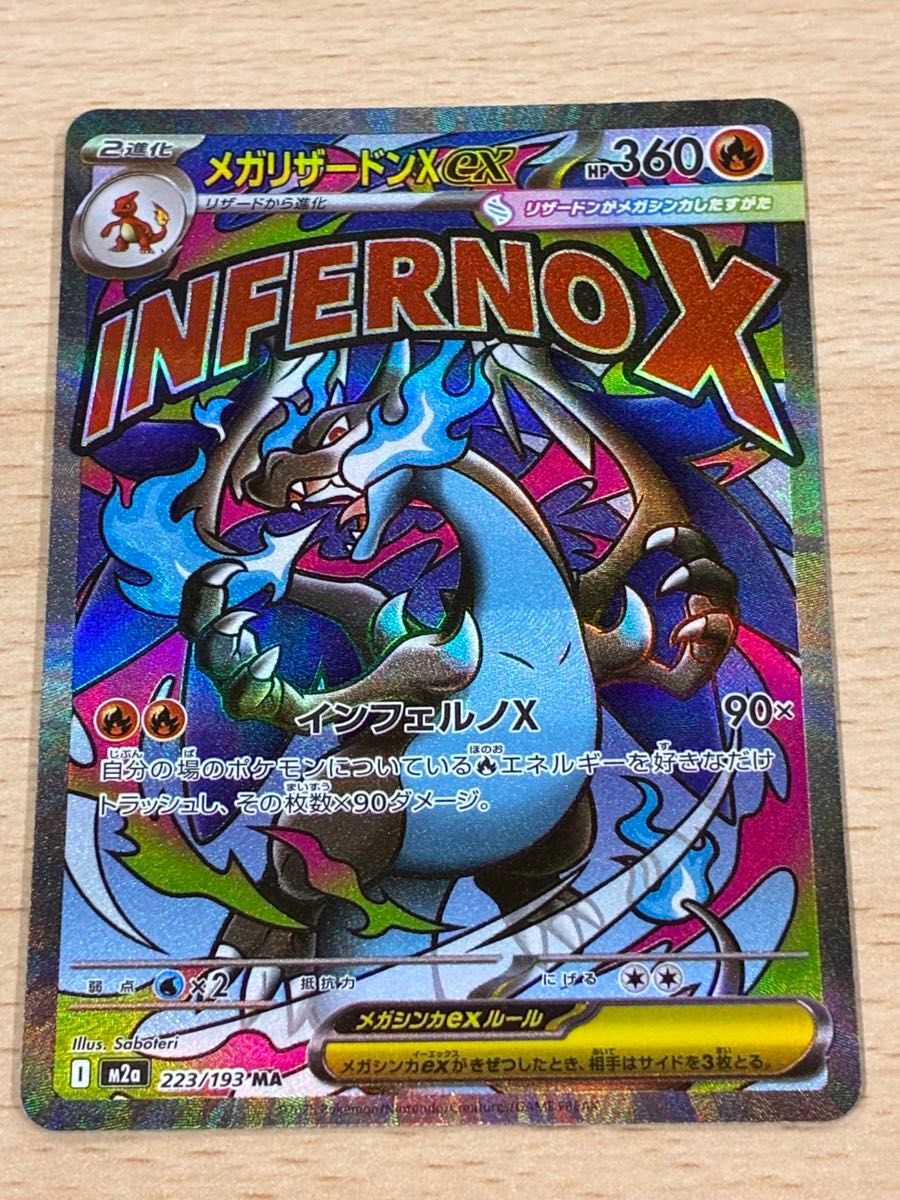 2進化
メガリザードンXex
HP360
リザードから進化
リザードンがメガシンカしたすがた
INFERNO X
インフェルノX 90×
自分の場のポケモンについているエネルギーを好きなだけ
トラッシュし、その枚数×90ダメージ。
弱点 ×2 抵抗力 にげる
メガシンカexルール
メガシンカexがきぜつしたとき、相手はサイドを3枚とる。
Illus. Saboteri
I m2a 223/193 MA
©2025 Pokémon/Nintendo/Creatures/GAME FREAK